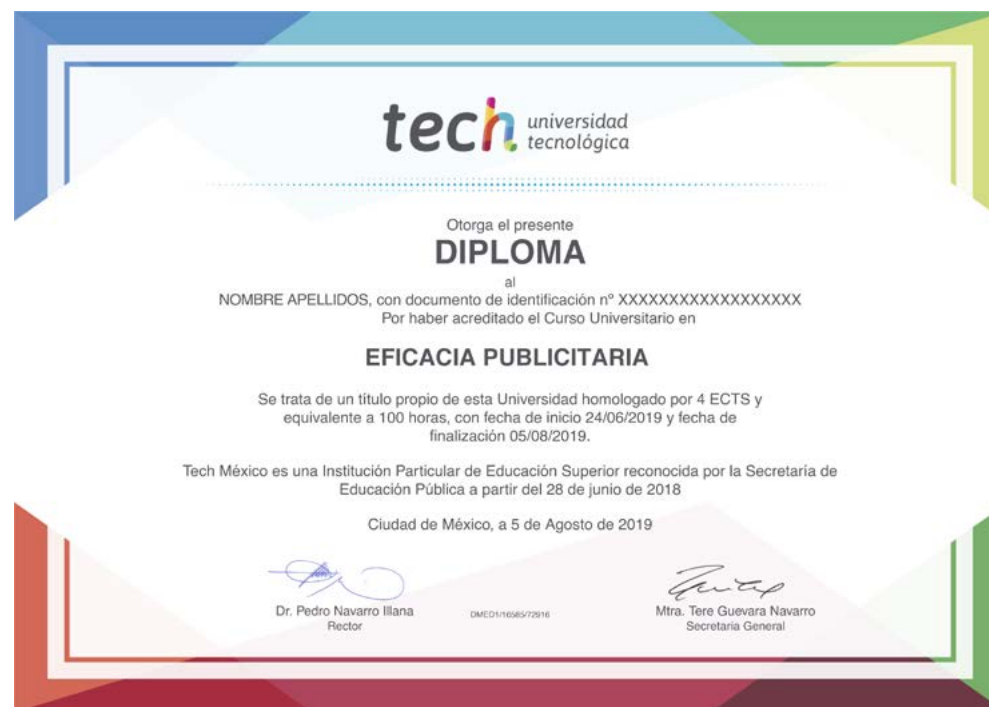 tech universidad
tecnológica
Otorga el presente
DIPLOMA
al
NOMBRE APELLIDOS, con documento de identificación nº XXXXXXXXXXXXXXXXXX
Por haber acreditado el Curso Universitario en
EFICACIA PUBLICITARIA
Se trata de un título propio de esta Universidad homologado por 4 ECTS y
equivalente a 100 horas, con fecha de inicio 24/06/2019 y fecha de
finalización 05/08/2019.
Tech México es una Institución Particular de Educación Superior reconocida por la Secretaría de
Educación Pública a partir del 28 de junio de 2018
Ciudad de México, a 5 de Agosto de 2019
Dr. Pedro Navarro Illana
Rector
DMED1/16585/72916
Mtra. Tere Guevara Navarro
Secretaria General